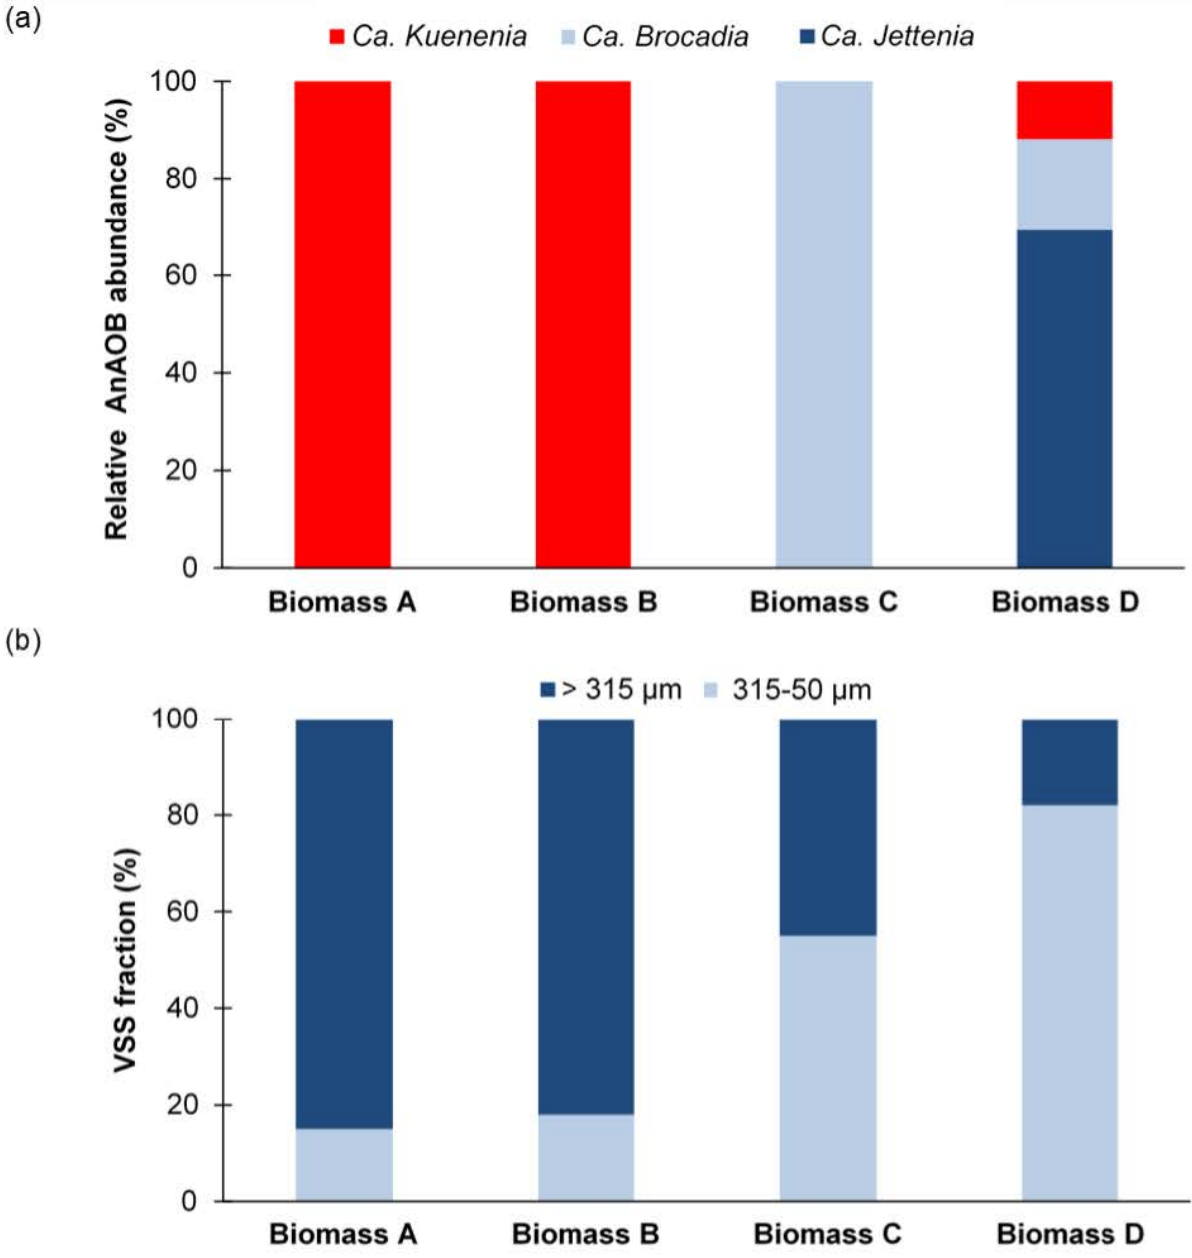 (a)
Ca. Kuenenia Ca. Brocadia Ca. Jettenia
Relative AnAOB abundance (%)
100
80
60
40
20
0
Biomass A Biomass B Biomass C Biomass D
(b)
> 315 µm 315-50 µm
VSS fraction (%)
100
80
60
40
20
0
Biomass A Biomass B Biomass C Biomass D